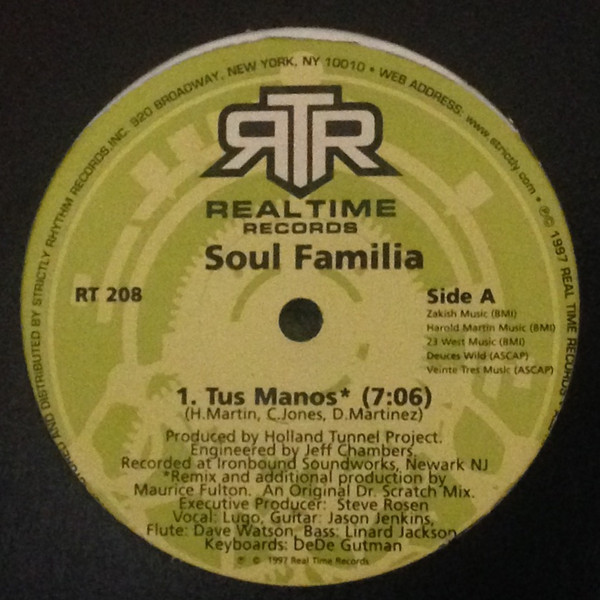 AND DISTRIBUTED BY STRICTLY RHYTHM RECORDS, INC. 920 BROADWAY, NEW YORK, NY 10010 • WEB ADDRESS: www.strictly.com • ℗© 1997 REAL TIME RECORDS
RTR
REALTIME
RECORDS
Soul Familia
RT 208
Side A
Zakish Music (BMI)
Harold Martin Music (BMI)
23 West Music (BMI)
Deuces Wild (ASCAP)
Veinte Tres Music (ASCAP)
1. Tus Manos* (7:06)
(H.Martin, C.Jones, D.Martinez)
Produced by Holland Tunnel Project.
Engineered by Jeff Chambers.
Recorded at Ironbound Soundworks, Newark NJ
*Remix and additional production by
Maurice Fulton. An Original Dr. Scratch Mix.
Executive Producer: Steve Rosen
Vocal: Lugo, Guitar: Jason Jenkins,
Flute: Dave Watson, Bass: Linard Jackson,
Keyboards: DeDe Gutman
℗ © 1997 Real Time Records